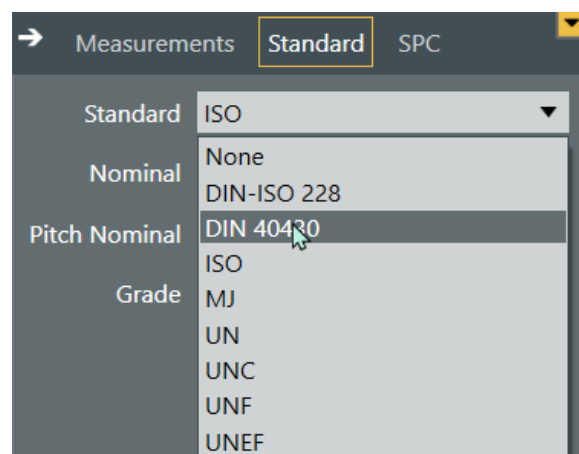 Measurements Standard SPC
Standard ISO
None
Nominal
DIN-ISO 228
Pitch Nominal DIN 40430
ISO
Grade MJ
UN
UNC
UNF
UNEF